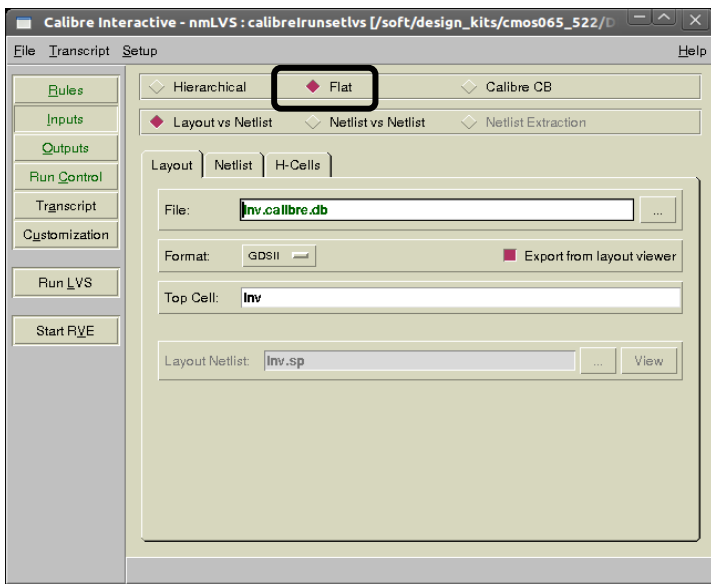 Calibre Interactive - nmLVS : calibrelrunsetlvs [/soft/design_kits/cmos065_522/D
File Transcript Setup Help
Rules
Inputs
Outputs
Run Control
Transcript
Customization
Run LVS
Start RVE
Hierarchical Flat Calibre CB
Layout vs Netlist Netlist vs Netlist Netlist Extraction
Layout Netlist H-Cells
File: inv.calibre.db ...
Format: GDSII Export from layout viewer
Top Cell: inv
Layout Netlist: inv.sp ... View